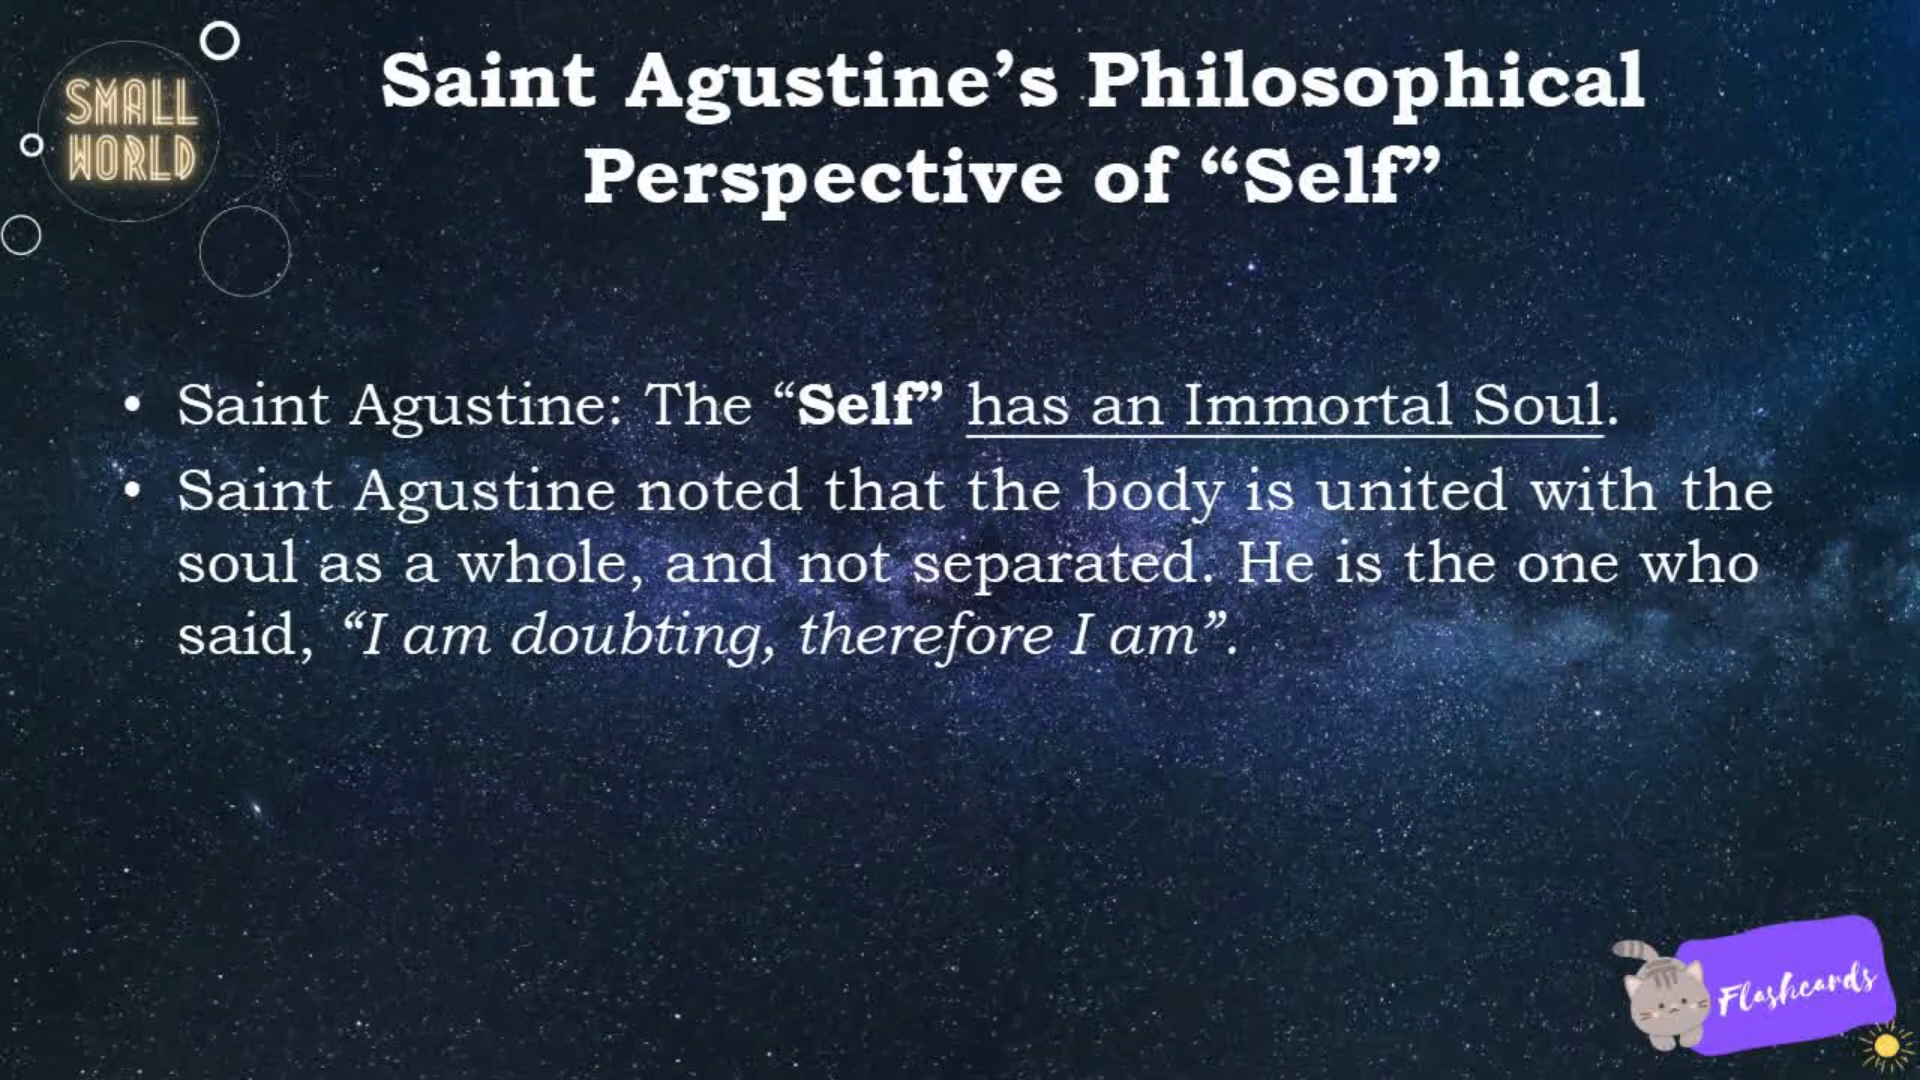 SMALL
WORLD
Saint Agustine’s Philosophical
Perspective of “Self”
• Saint Agustine: The “Self” has an Immortal Soul.
• Saint Agustine noted that the body is united with the
soul as a whole, and not separated. He is the one who
said, “I am doubting, therefore I am”.
Flashcards